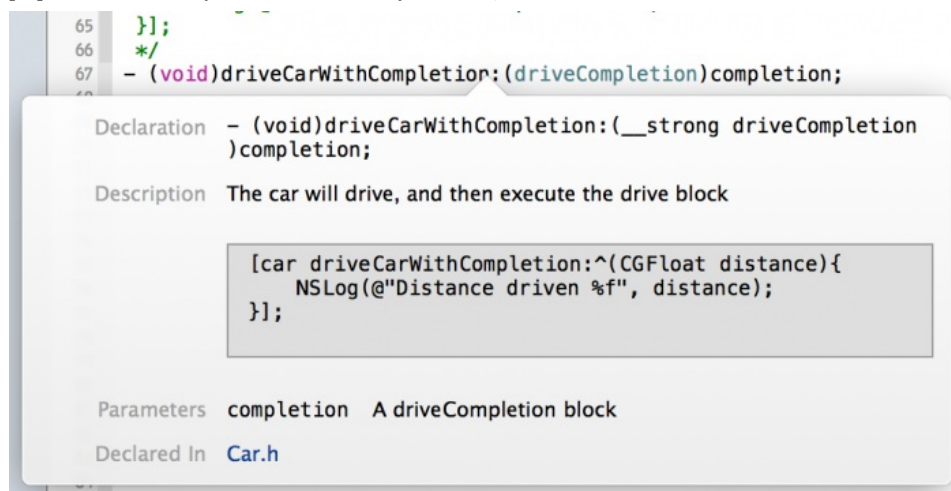 65 }];
66 */
67 - (void)driveCarWithCompletion:(driveCompletion)completion;
Declaration - (void)driveCarWithCompletion:(__strong driveCompletion
)completion;
Description The car will drive, and then execute the drive block
[car driveCarWithCompletion:^(CGFloat distance){
NSLog(@"Distance driven %f", distance);
}];
Parameters completion A driveCompletion block
Declared In Car.h